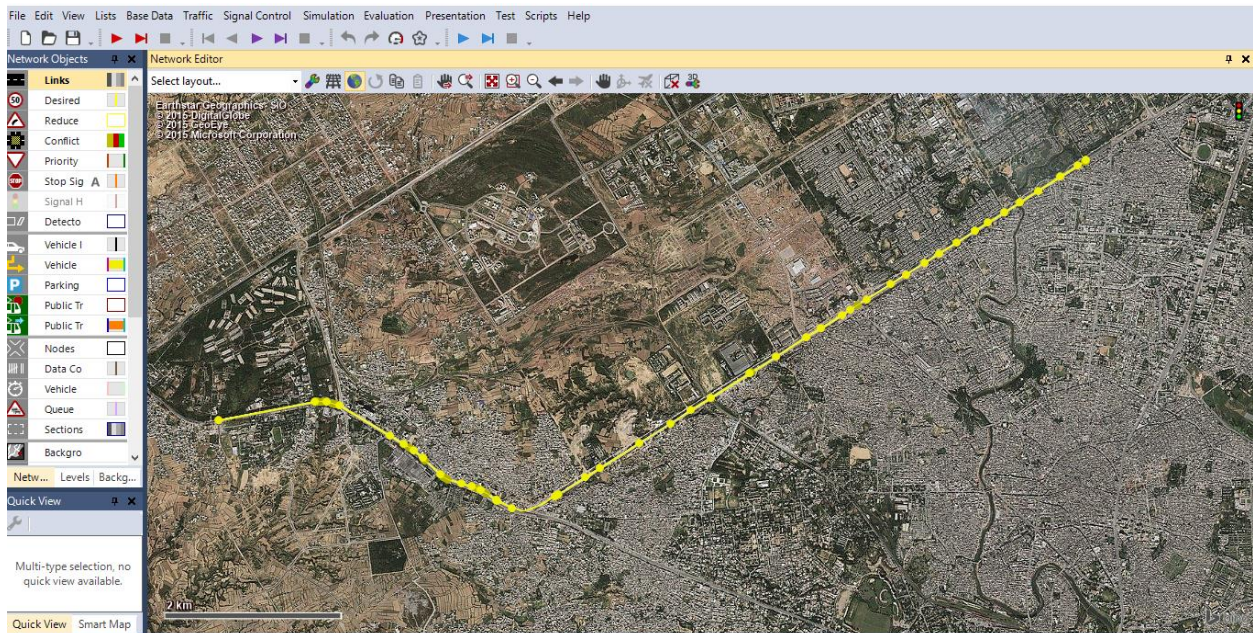 File Edit View Lists Base Data Traffic Signal Control Simulation Evaluation Presentation Test Scripts Help
Network Objects
Network Editor
Links
Select layout...
50 Desired
Reduce
Conflict
Priority
STOP Stop Sig A
Signal H
Detecto
Vehicle I
Vehicle
P Parking
Public Tr
Public Tr
Nodes
Data Co
Vehicle
Queue
Sections
Backgro
Netw... Levels Backg...
Quick View
Multi-type selection, no
quick view available.
Quick View Smart Map
3D
Earthstar Geographics SIO
© 2015 DigitalGlobe
© 2015 GeoEye
© 2015 Microsoft Corporation
2 km